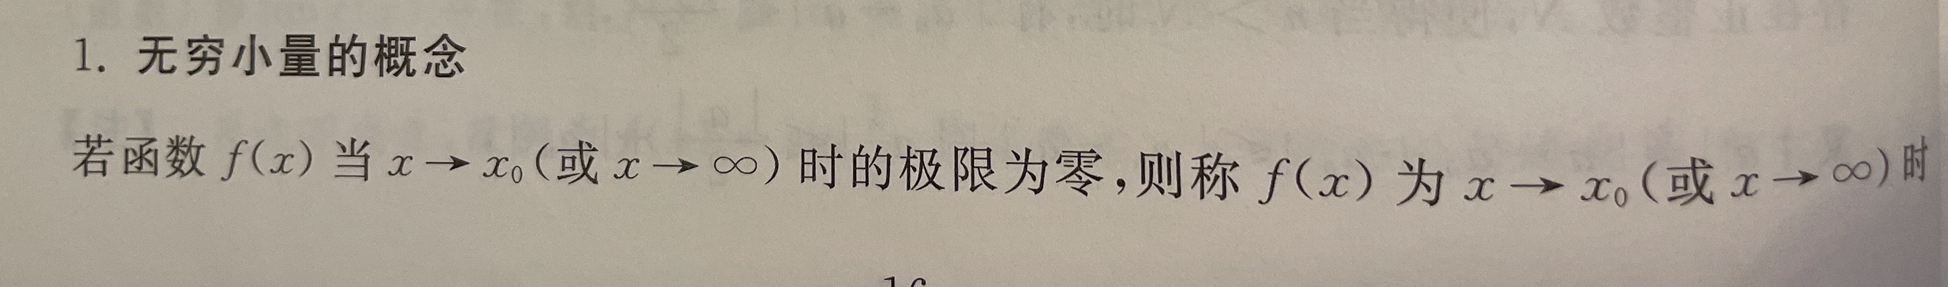 1. 无穷小量的概念
若函数 f(x) 当 x → x₀(或 x → ∞) 时的极限为零,则称 f(x) 为 x → x₀(或 x → ∞)时